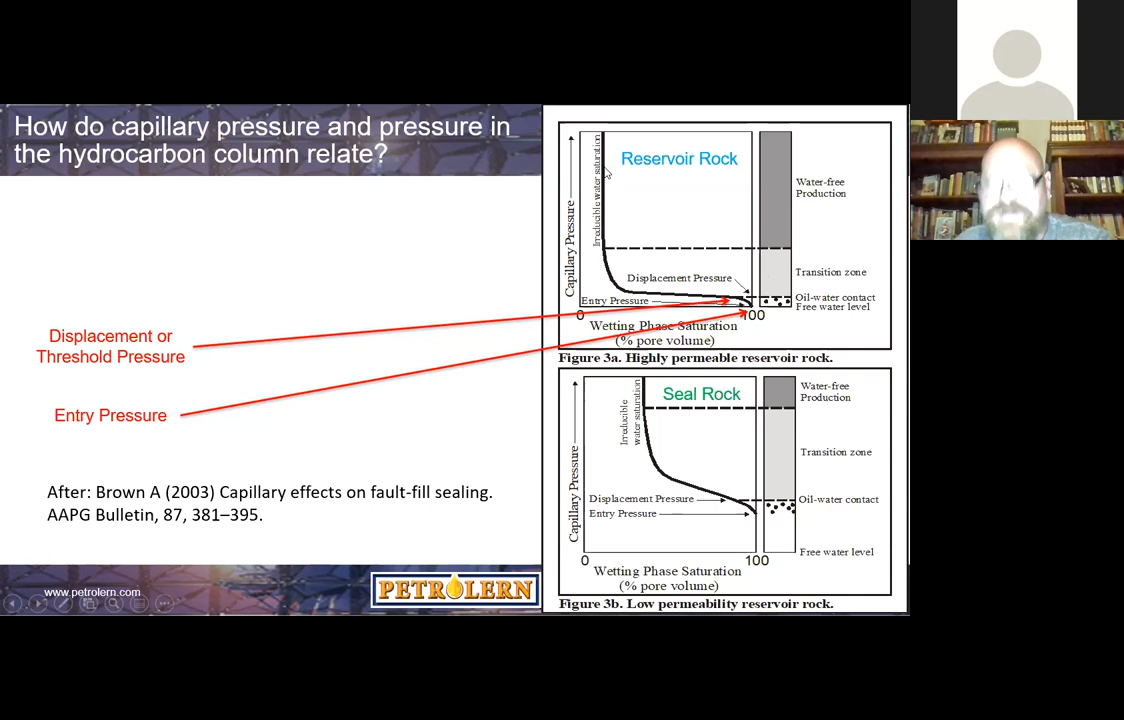 How do capillary pressure and pressure in
the hydrocarbon column relate?
Displacement or
Threshold Pressure
Entry Pressure
After: Brown A (2003) Capillary effects on fault-fill sealing.
AAPG Bulletin, 87, 381–395.
www.petrolern.com
PETROLERN
Reservoir Rock
Capillary Pressure
Irreducible water saturation
Water-free
Production
Displacement Pressure
Transition zone
Entry Pressure
Oil-water contact
Free water level
0
100
Wetting Phase Saturation
(% pore volume)
Figure 3a. Highly permeable reservoir rock.
Seal Rock
Capillary Pressure
Irreducible
water saturation
Water-free
Production
Transition zone
Displacement Pressure
Oil-water contact
Entry Pressure
Free water level
0
100
Wetting Phase Saturation
(% pore volume)
Figure 3b. Low permeability reservoir rock.